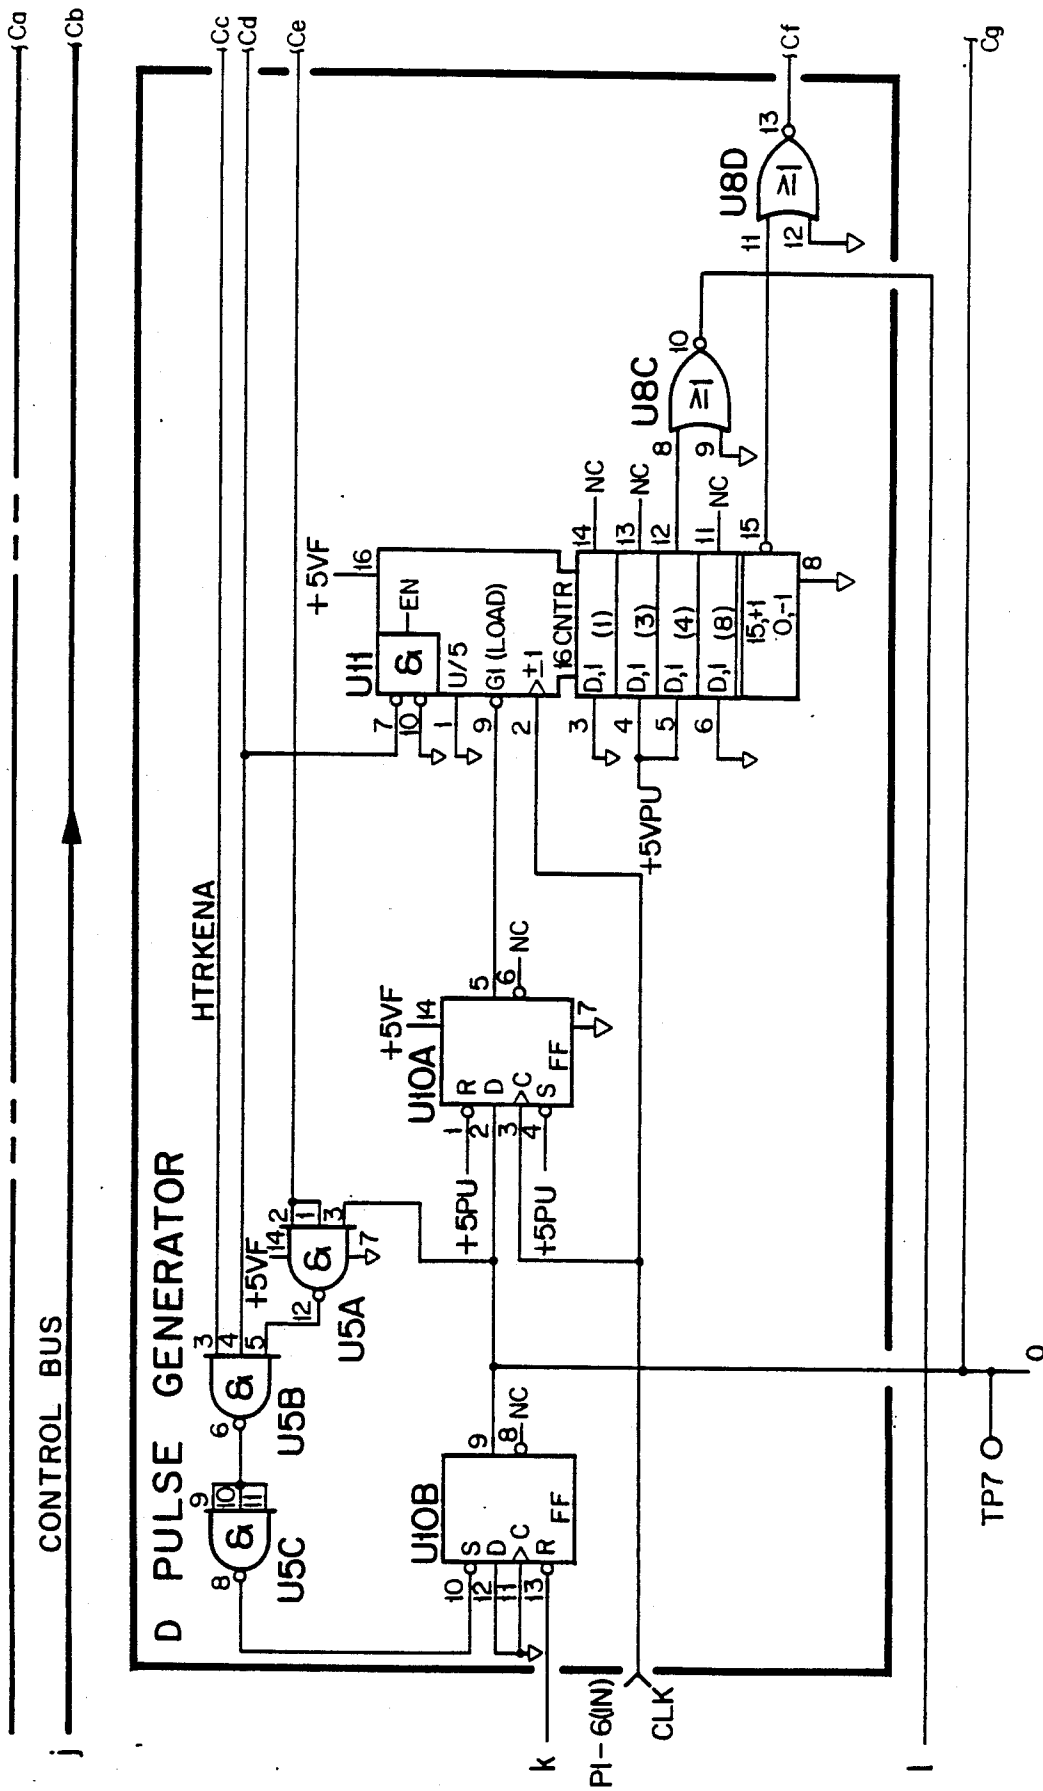 Ca
CONTROL BUS
j
Cb
D PULSE GENERATOR
HTRKENA
Cc
Cd
Ce
3
4
5
6
U5B
9
10
11
8
U5C
+5VF
14
2
1
3
7
12
U5A
&
&
&
U10B
10
12
11
13
S
D
C
R
FF
9
8
NC
U10A
+5VF
14
+5PU
1
2
3
4
+5PU
R
D
C
S
FF
5
6
NC
7
U11
+5VF
16
&
EN
7
10
1
9
2
U/5
G1 (LOAD)
±1
16 CNTR
3
4
5
6
D,1 (1)
D,1 (3)
D,1 (4)
D,1 (8)
15,+1
0,-1
14
NC
13
NC
12
11
NC
15
8
+5VPU
U8C
8
9
≥1
10
U8D
11
12
≥1
13
Cf
k
P1-6(IN)
CLK
l
TP7
O
Cg